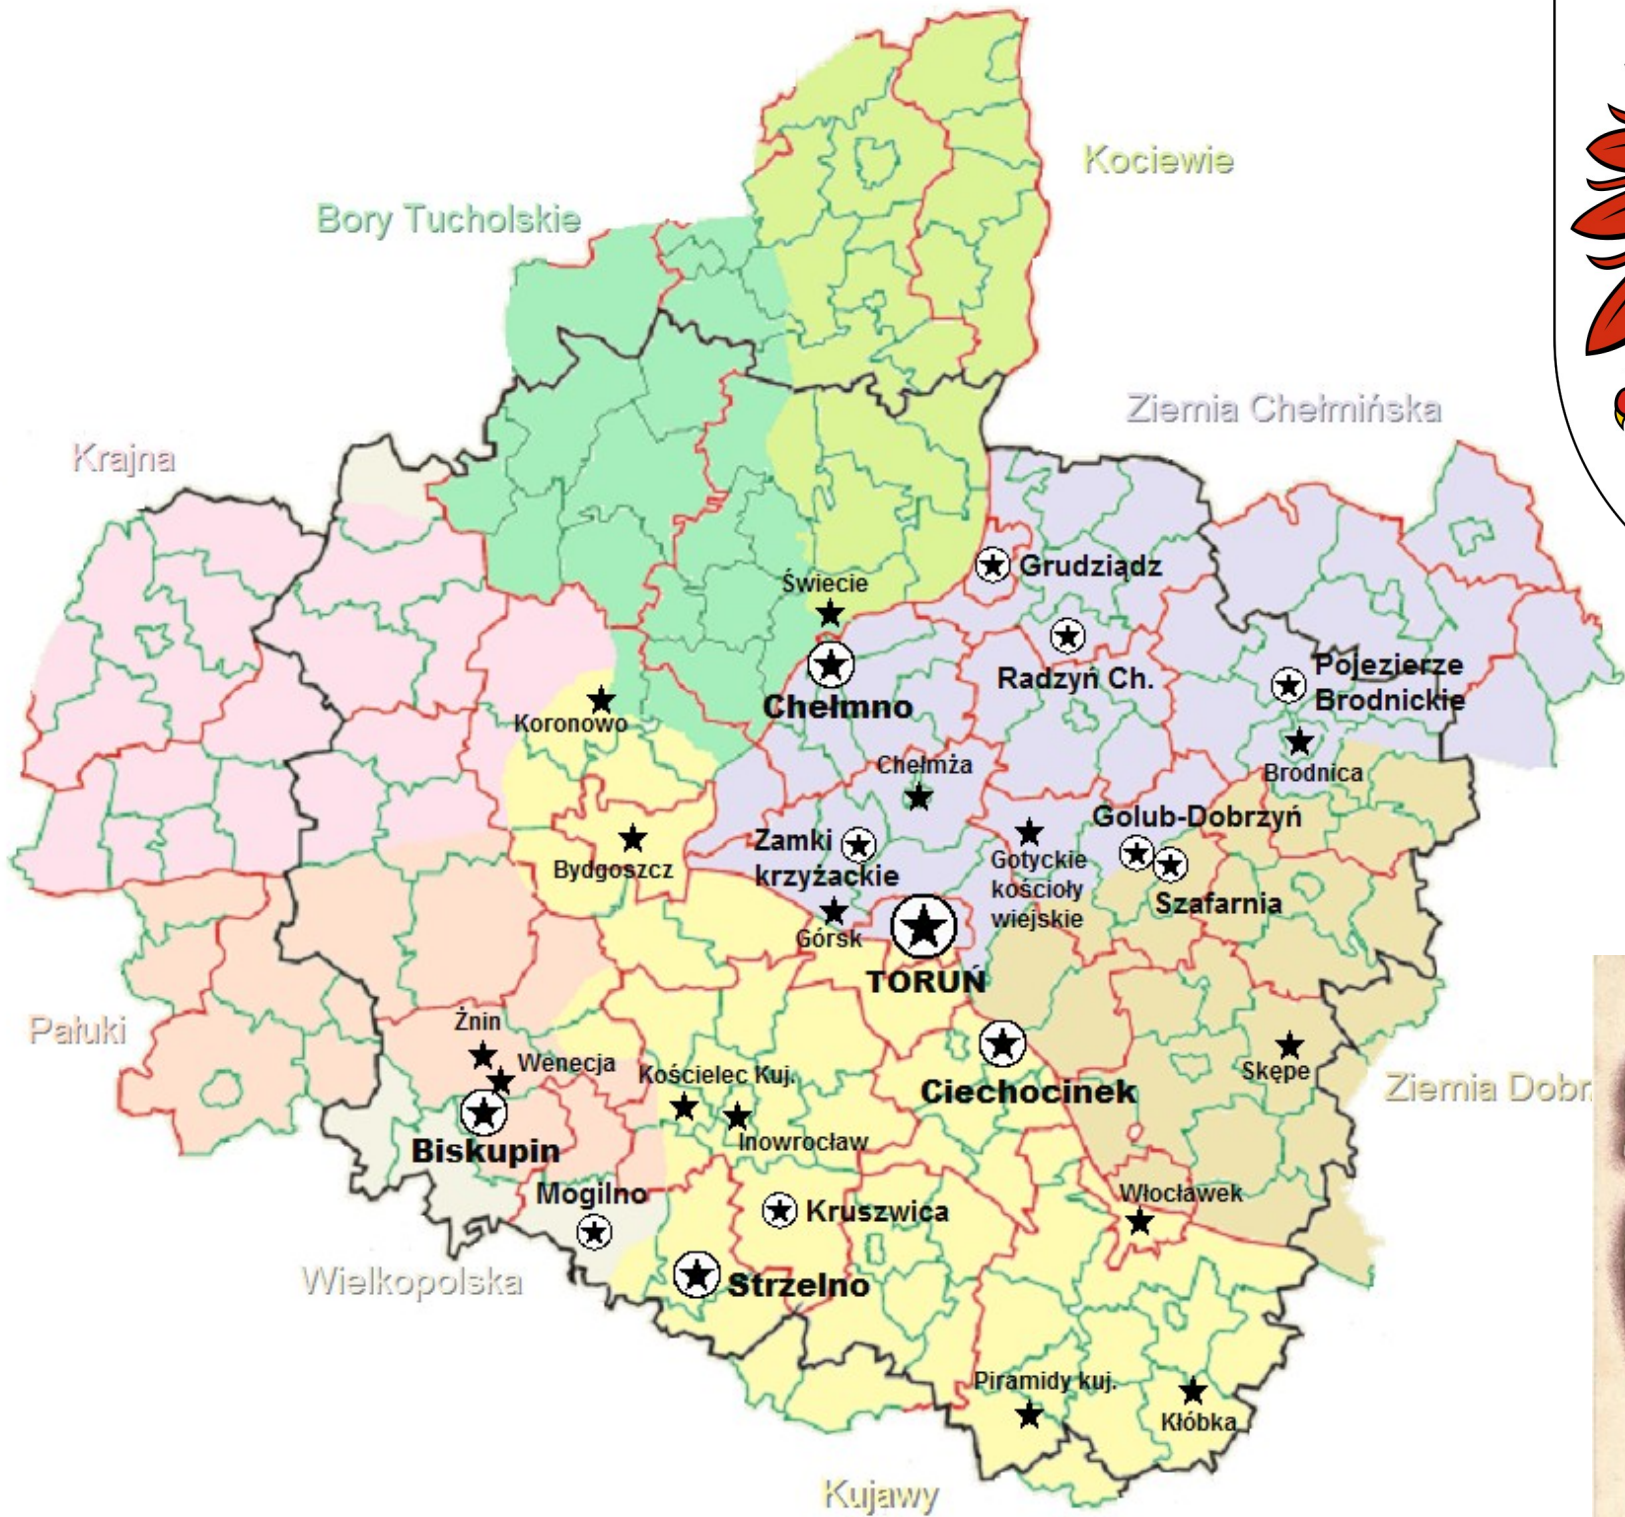 Kociewie
Bory Tucholskie
Ziemia Chełmińska
Krajna
Grudziądz
Świecie
Radzyń Ch.
Pojezierze
Brodnickie
Chełmno
Koronowo
Chełmża
Brodnica
Golub-Dobrzyń
Zamki
krzyżackie
Bydgoszcz
Gotyckie
kościoły
wiejskie
Szafarnia
Górsk
TORUŃ
Pałuki
Żnin
Wenecja
Kościelec Kuj.
Ciechocinek
Skępe
Ziemia Dobr.
Inowrocław
Biskupin
Mogilno
Włocławek
Kruszwica
Wielkopolska
Strzelno
Piramidy kuj.
Kłóbka
Kujawy